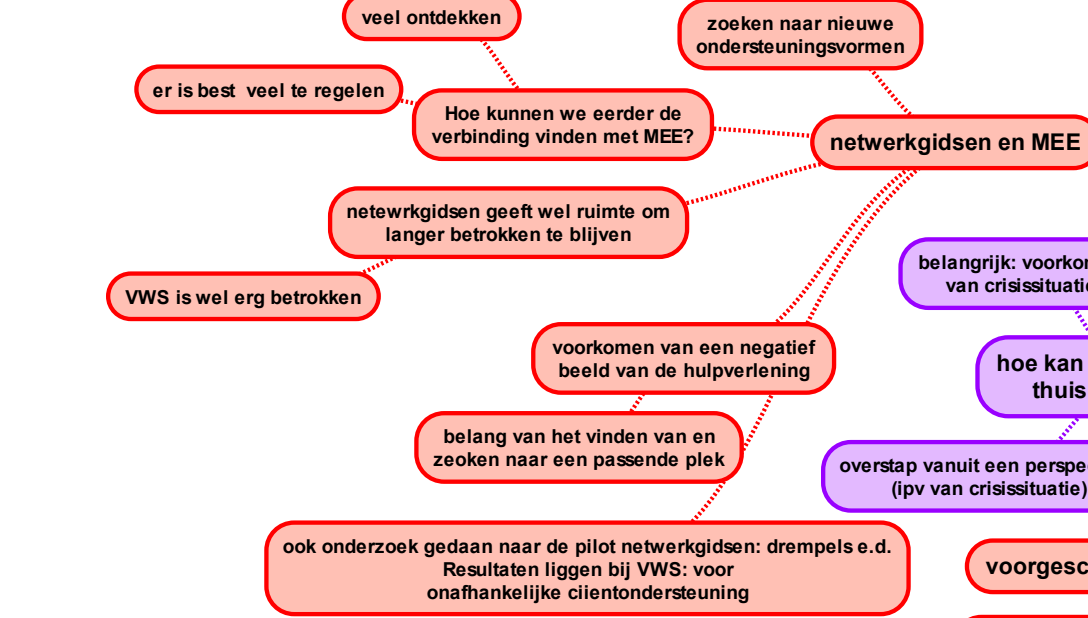 veel ontdekken
zoeken naar nieuwe
ondersteuningsvormen
er is best veel te regelen
Hoe kunnen we eerder de
verbinding vinden met MEE?
netwerkgidsen en MEE
netewrkgidsen geeft wel ruimte om
langer betrokken te blijven
VWS is wel erg betrokken
belangrijk:
van
voorkomen van een negatief
beeld van de hulpverlening
hoe kan
thuis
belang van het vinden van en
zeoken naar een passende plek
overstap vanuit een
(ipv van crisissituatie)
ook onderzoek gedaan naar de pilot netwerkgidsen: drempels e.d.
Resultaten liggen bij VWS: voor
onafhankelijke ciientondersteuning